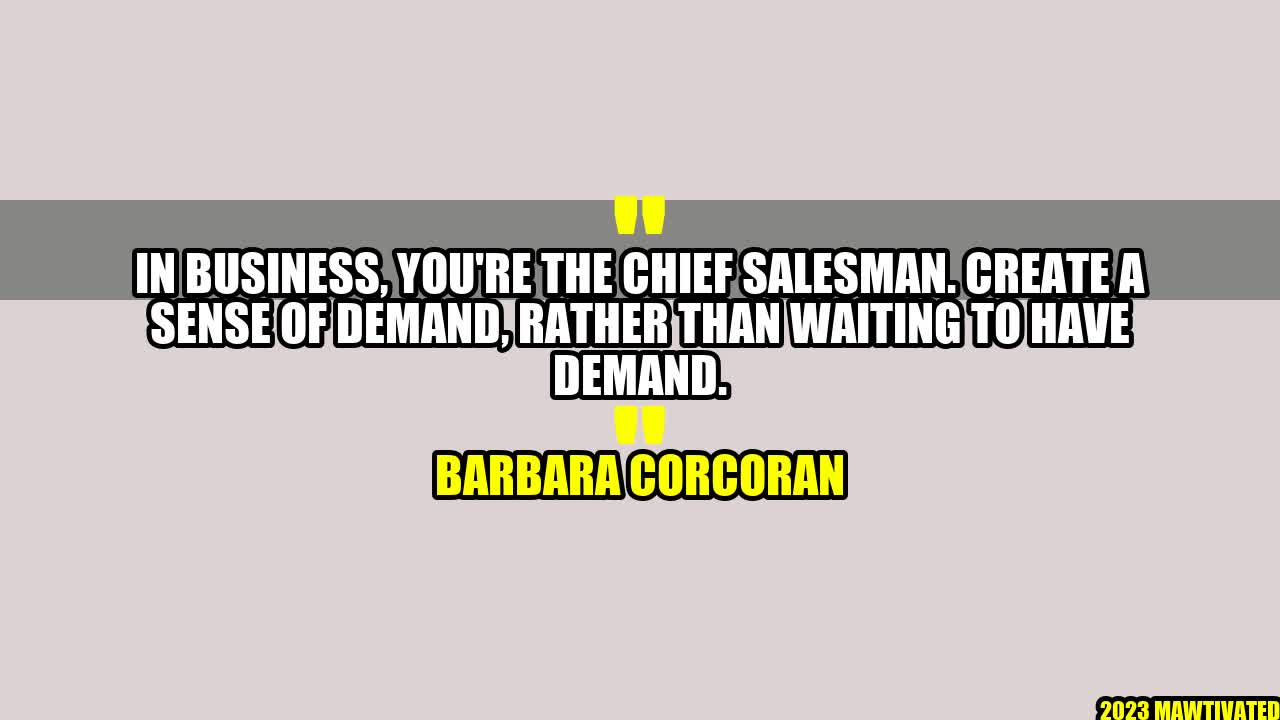 "
IN BUSINESS, YOU'RE THE CHIEF SALESMAN. CREATE A
SENSE OF DEMAND, RATHER THAN WAITING TO HAVE
DEMAND.
"
BARBARA CORCORAN
2023 MAWTIVATED